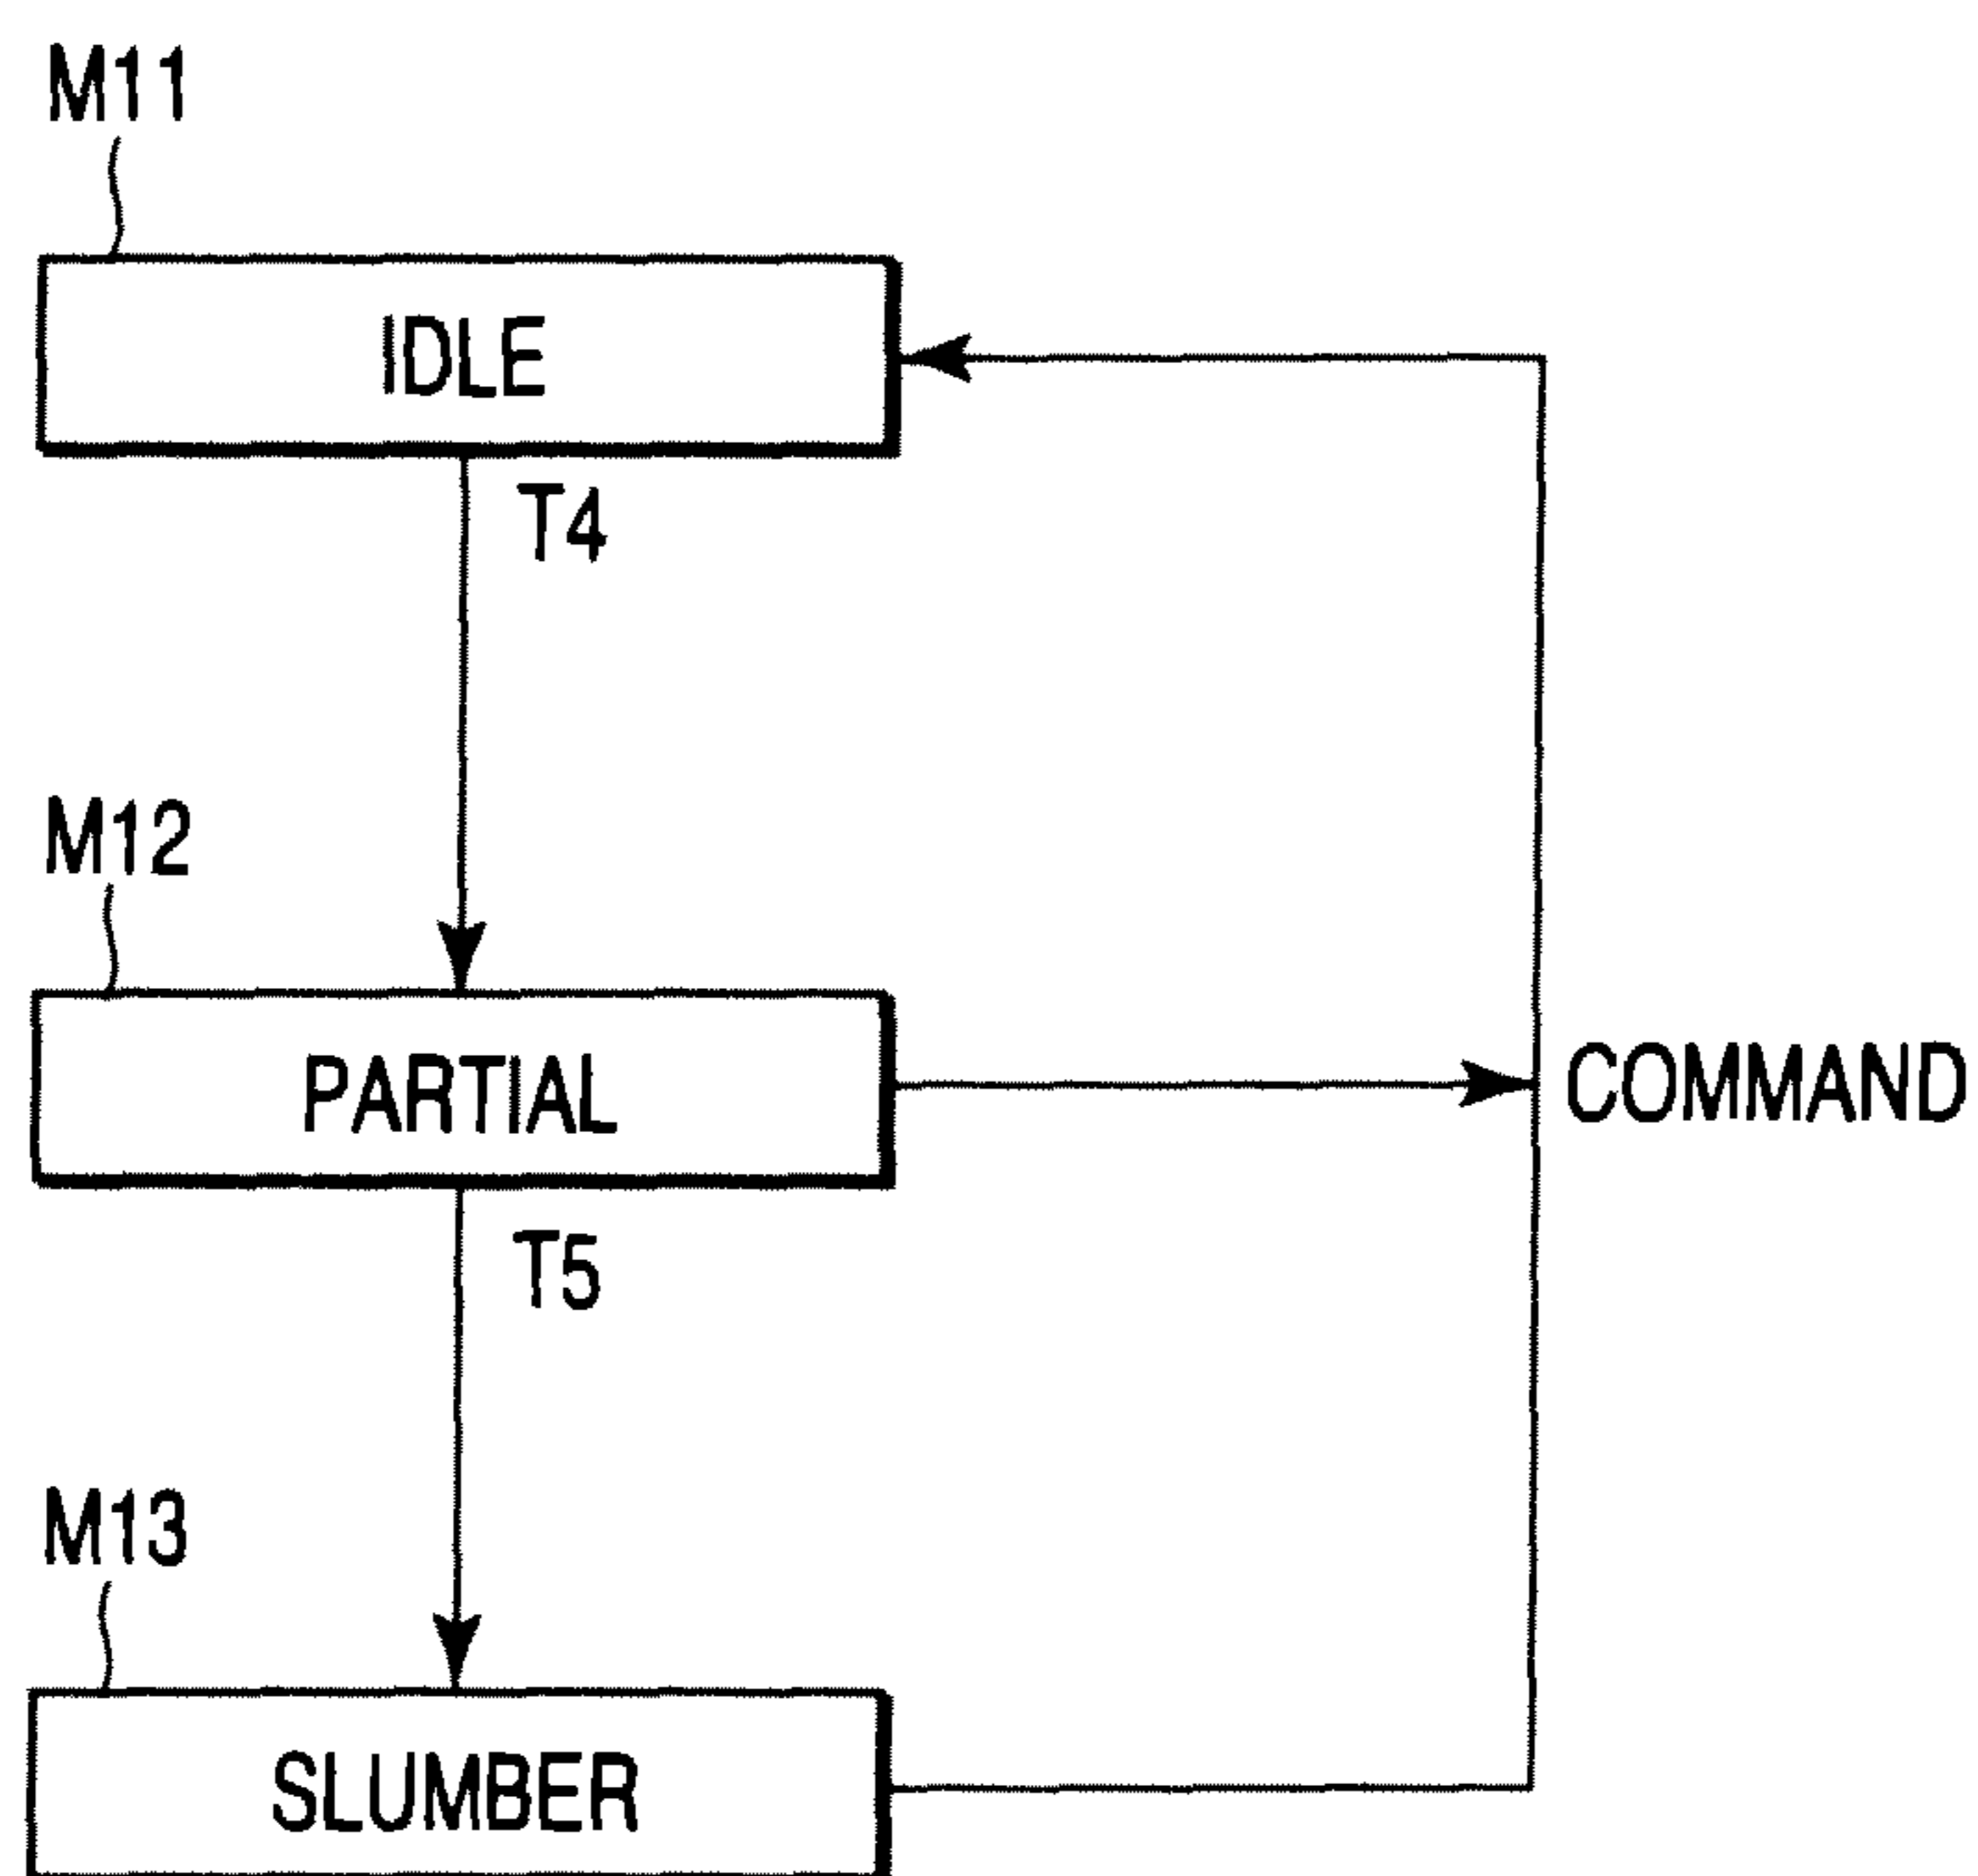 M11
IDLE
T4
M12
PARTIAL
COMMAND
T5
M13
SLUMBER